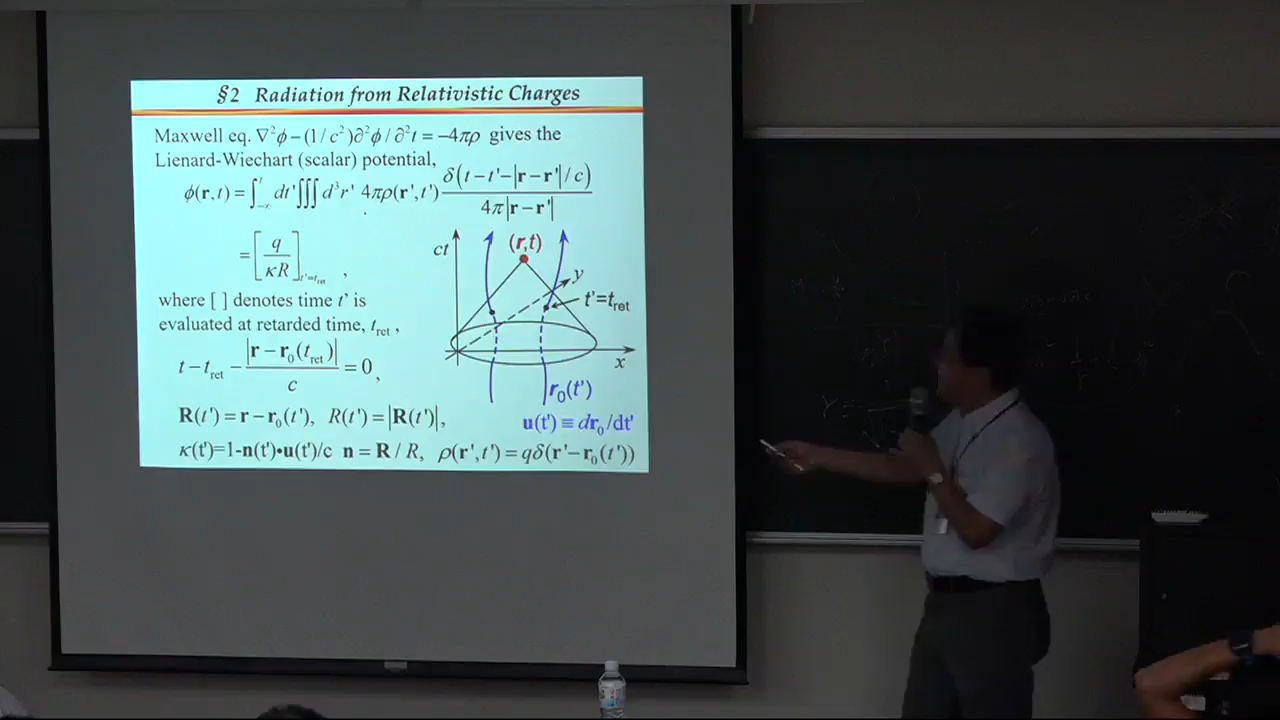 §2 Radiation from Relativistic Charges
Maxwell eq. ∇²ϕ−(1/c²)∂²ϕ/∂²t = −4πρ gives the
Lienard-Wiechart (scalar) potential,
ϕ(r,t) = ∫_{−∞}^{t} dt' ∭ d³r' 4πρ(r',t') δ(t−t'−|r−r'|/c) / 4π|r−r'|
= [q / κR]_{t'=t_ret} ,
where [ ] denotes time t' is
evaluated at retarded time, t_ret ,
t − t_ret − |r − r₀(t_ret)| / c = 0 ,
R(t') = r − r₀(t'), R(t') = |R(t')|,
κ(t')=1-n(t')•u(t')/c n = R / R, ρ(r',t') = qδ(r'−r₀(t'))
ct
(r,t)
y
t'=t_ret
x
r₀(t')
u(t') ≡ dr₀/dt'